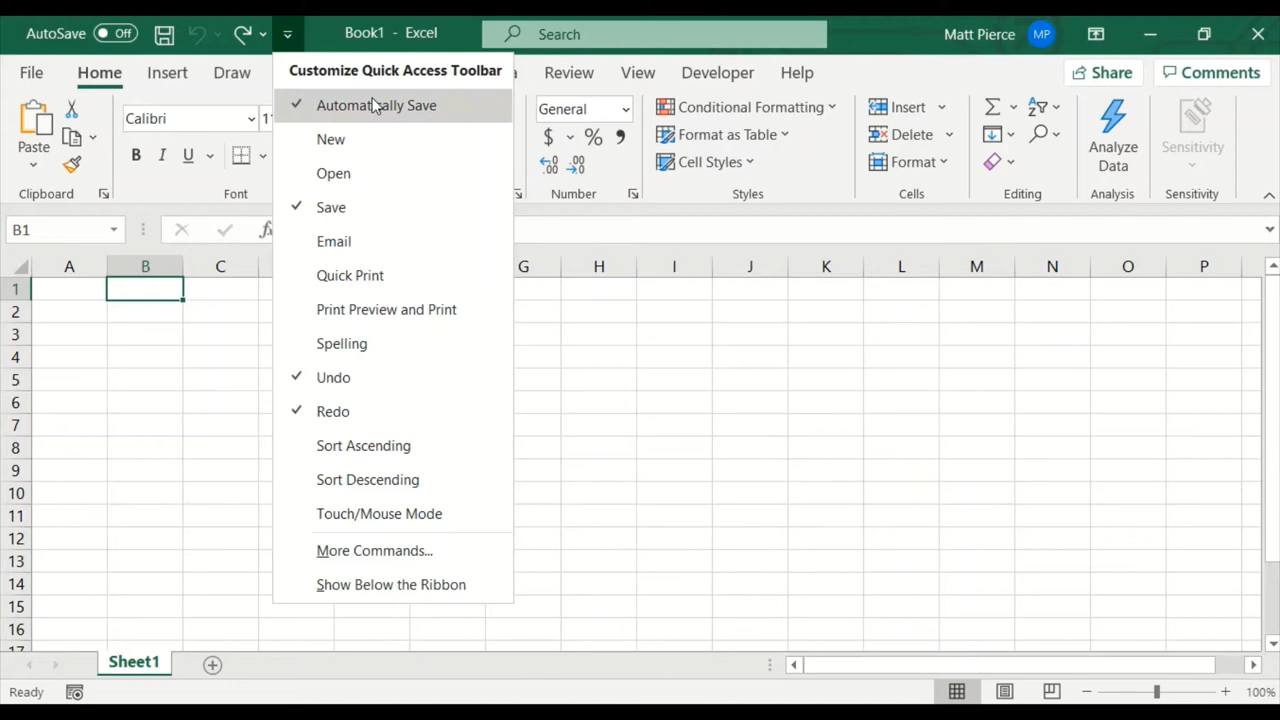 AutoSave Off Book1 - Excel Search Matt Pierce MP
File Home Insert Draw Review View Developer Help Share Comments
Customize Quick Access Toolbar
Automatically Save
New
Open
Save
Email
Quick Print
Print Preview and Print
Spelling
Undo
Redo
Sort Ascending
Sort Descending
Touch/Mouse Mode
More Commands...
Show Below the Ribbon
Paste
Clipboard
Calibri
B I U
Font
General
$ % ,
Number
Conditional Formatting
Format as Table
Cell Styles
Styles
Insert
Delete
Format
Cells
Editing
Analyze
Data
Analysis
Sensitivity
Sensitivity
B1
A B C G H I J K L M N O P
1
2
3
4
5
6
7
8
9
10
11
12
13
14
15
16
Sheet1
Ready 100%